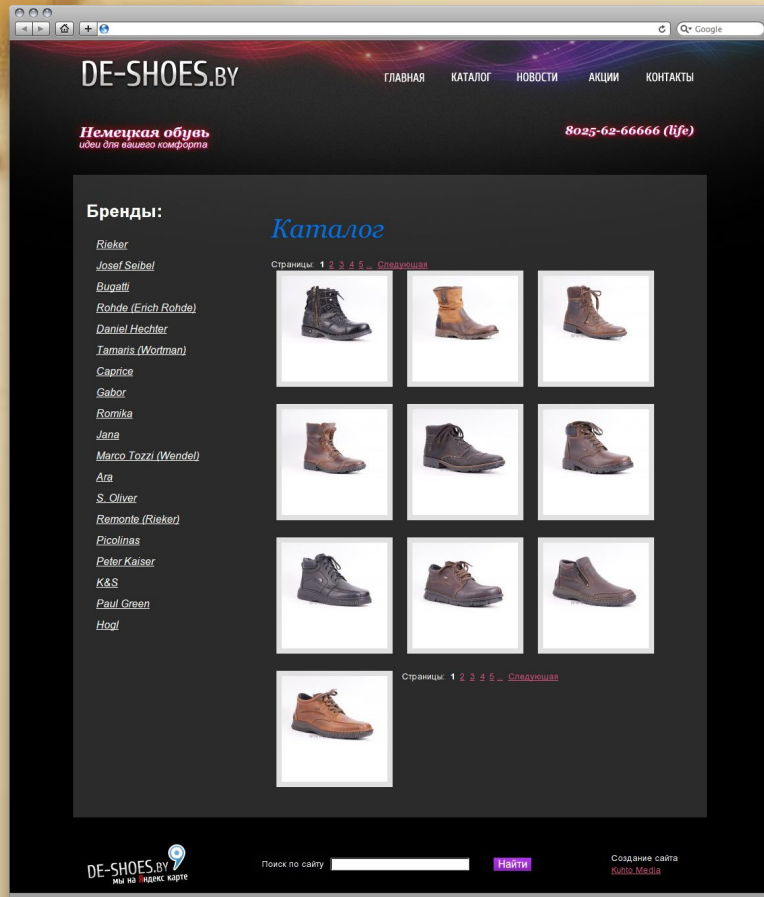 Google
DE-SHOES.BY
ГЛАВНАЯ КАТАЛОГ НОВОСТИ АКЦИИ КОНТАКТЫ
Немецкая обувь
идеи для вашего комфорта
8025-62-66666 (life)
Бренды:
Rieker
Josef Seibel
Bugatti
Rohde (Erich Rohde)
Daniel Hechter
Tamaris (Wortman)
Caprice
Gabor
Romika
Jana
Marco Tozzi (Wendel)
Ara
S. Oliver
Remonte (Rieker)
Picolinas
Peter Kaiser
K&S
Paul Green
Hogl
Каталог
Страницы: 1 2 3 4 5 ... Следующая
Страницы: 1 2 3 4 5 ... Следующая
DE-SHOES.BY
мы на Яндекс карте
Поиск по сайту
Найти
Создание сайта
Kuhto Media